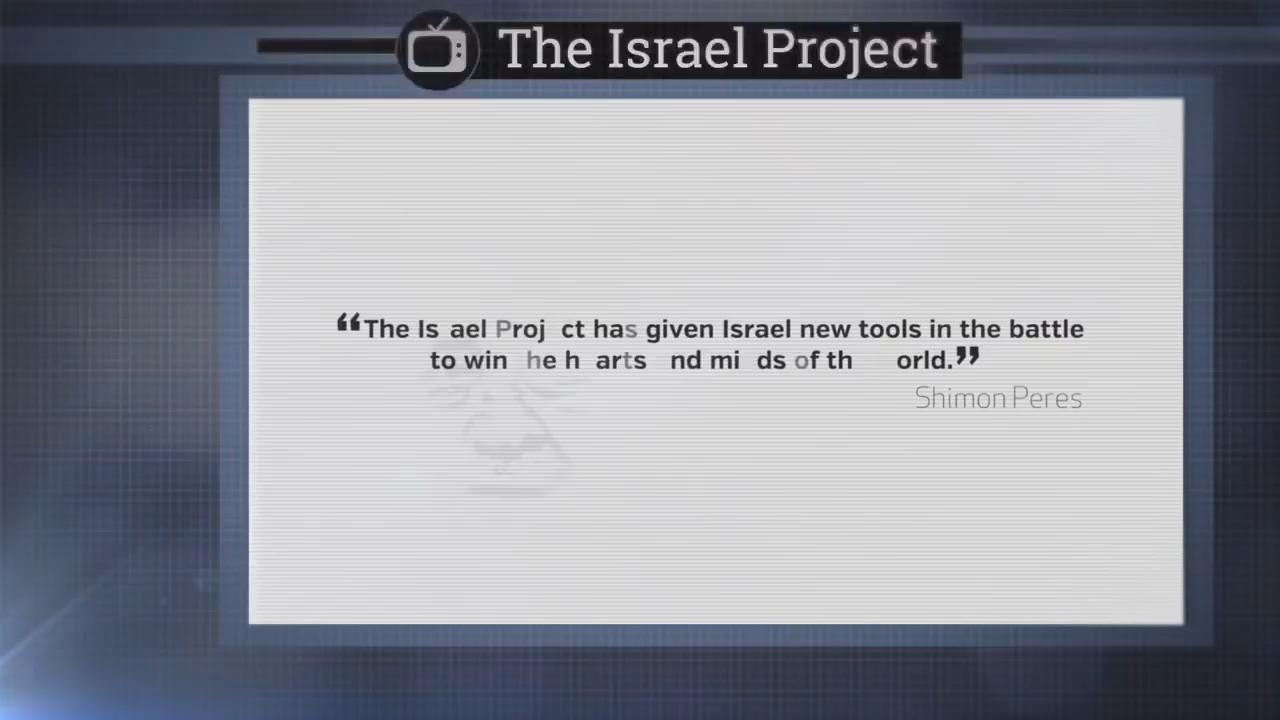 The Israel Project
“The Is ael Proj ct has given Israel new tools in the battle
to win he h arts nd mi ds of th orld.”
Shimon Peres